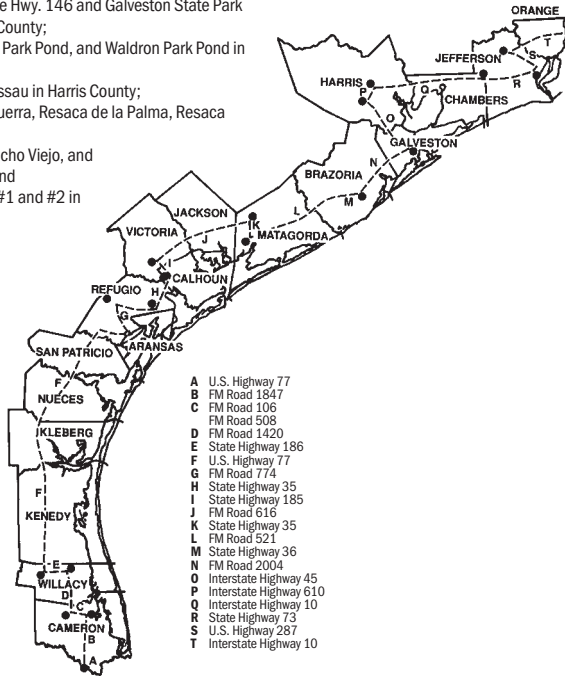 e Hwy. 146 and Galveston State Park
County;
Park Pond, and Waldron Park Pond in
ssau in Harris County;
uerra, Resaca de la Palma, Resaca
cho Viejo, and
nd
#1 and #2 in
ORANGE
T
JEFFERSON
S
HARRIS
P
Q
R
CHAMBERS
O
GALVESTON
N
BRAZORIA
M
L
JACKSON
K
MATAGORDA
VICTORIA
J
I
CALHOUN
REFUGIO
H
G
ARANSAS
SAN PATRICIO
F
NUECES
KLEBERG
F
KENEDY
E
WILLACY
D
C
CAMERON
B
A
A U.S. Highway 77
B FM Road 1847
C FM Road 106
FM Road 508
D FM Road 1420
E State Highway 186
F U.S. Highway 77
G FM Road 774
H State Highway 35
I State Highway 185
J FM Road 616
K State Highway 35
L FM Road 521
M State Highway 36
N FM Road 2004
O Interstate Highway 45
P Interstate Highway 610
Q Interstate Highway 10
R State Highway 73
S U.S. Highway 287
T Interstate Highway 10